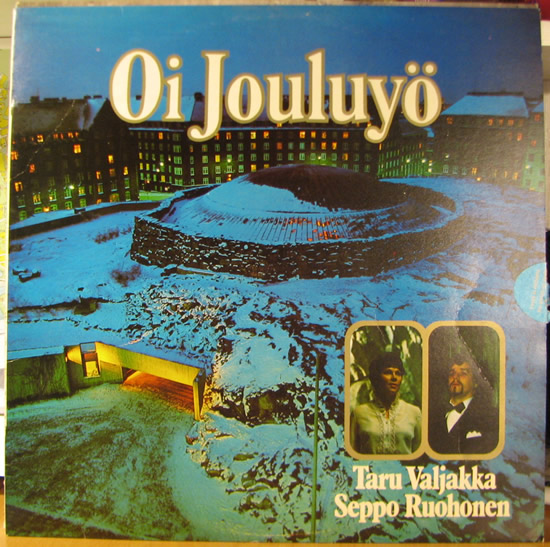 Oi Jouluyö
Taru Valjakka
Seppo Ruohonen